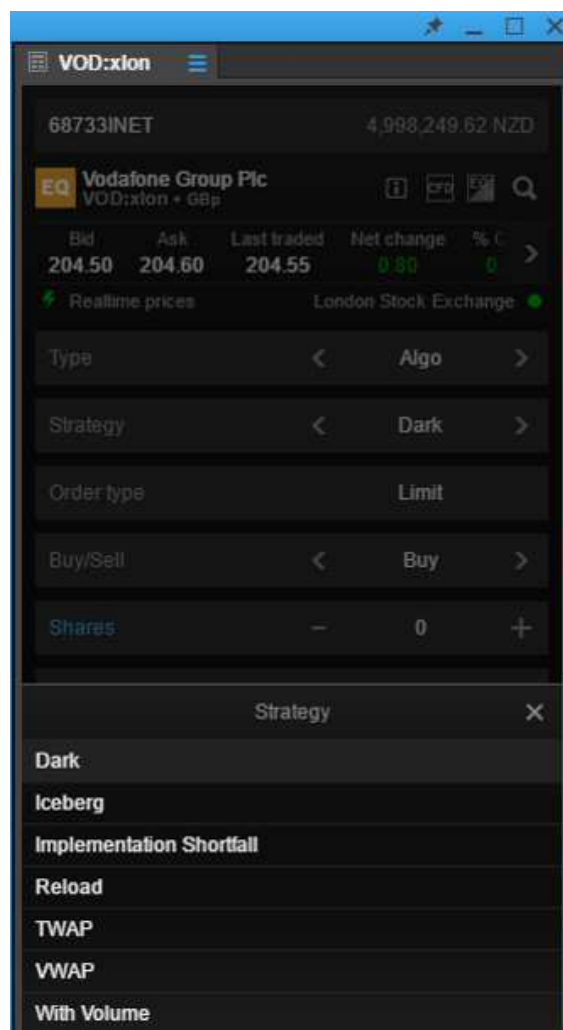 VOD:xlon
68733INET 4,998,249.62 NZD
EQ Vodafone Group Plc
VOD:xlon • GBp
Bid Ask Last traded Net change %
204.50 204.60 204.55 0.80 0
Realtime prices London Stock Exchange
Type Algo
Strategy Dark
Order type Limit
Buy/Sell Buy
Shares − 0 +
Strategy
Dark
Iceberg
Implementation Shortfall
Reload
TWAP
VWAP
With Volume